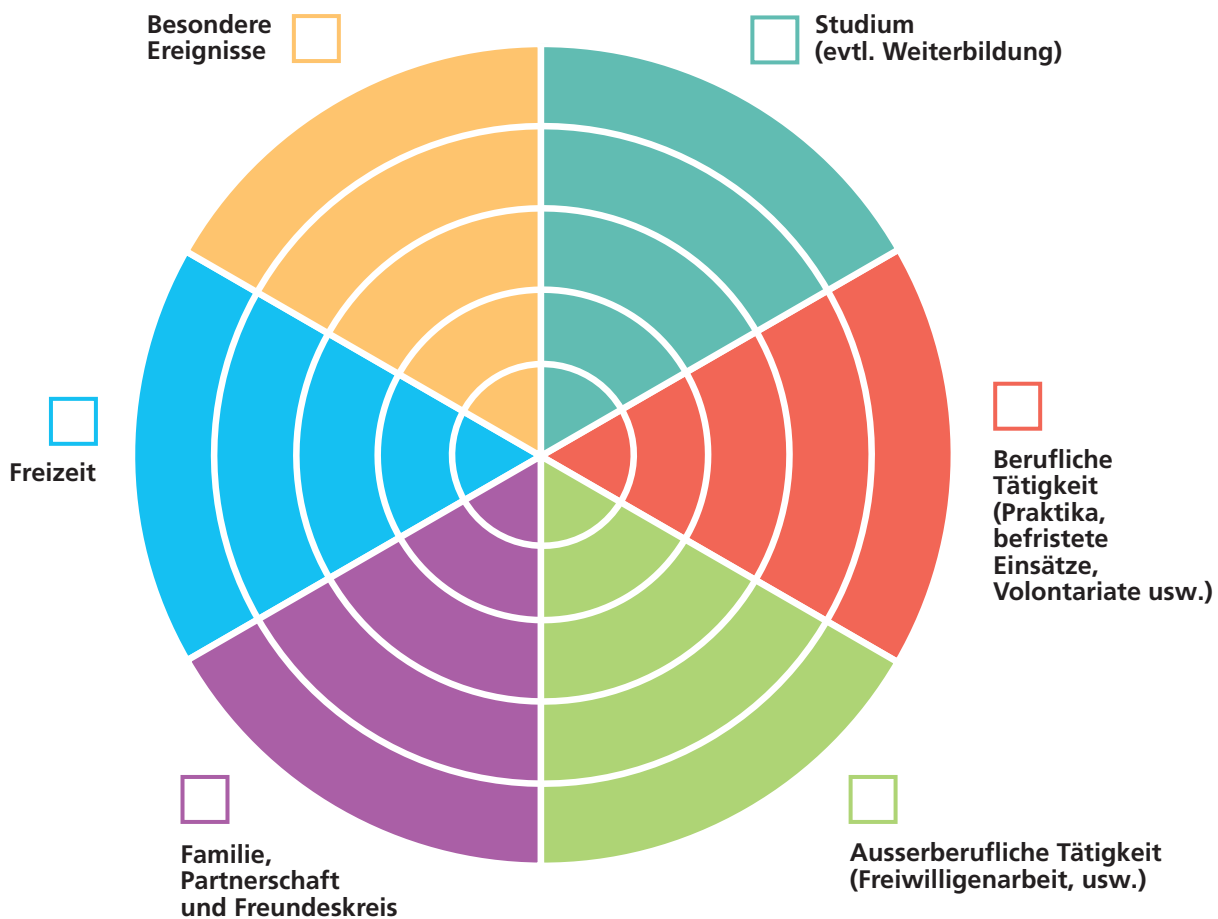 Besondere
Ereignisse
Studium
(evtl. Weiterbildung)
Freizeit
Berufliche
Tätigkeit
(Praktika,
befristete
Einsätze,
Volontariate usw.)
Familie,
Partnerschaft
und Freundeskreis
Ausserberufliche Tätigkeit
(Freiwilligenarbeit, usw.)